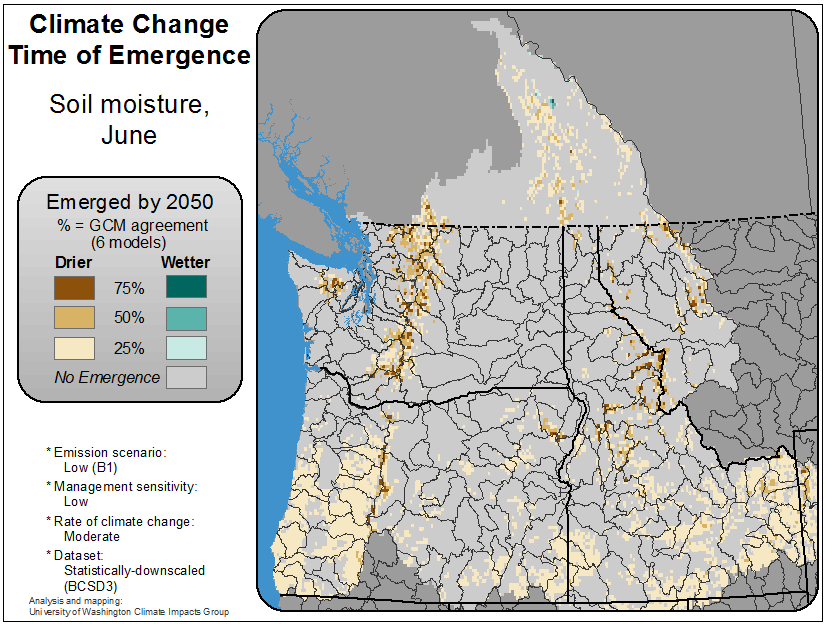 Climate Change
Time of Emergence
Soil moisture,
June
Emerged by 2050
% = GCM agreement
(6 models)
Drier Wetter
75%
50%
25%
No Emergence
* Emission scenario:
Low (B1)
* Management sensitivity:
Low
* Rate of climate change:
Moderate
* Dataset:
Statistically-downscaled
(BCSD3)
Analysis and mapping:
University of Washington Climate Impacts Group